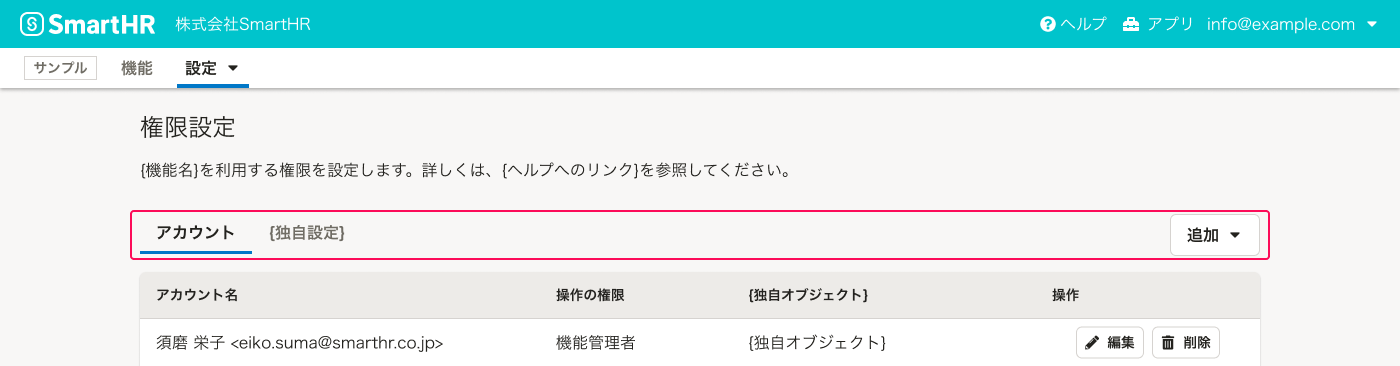 SmartHR 株式会社SmartHR ヘルプ アプリ info@example.com
サンプル 機能 設定
権限設定
{機能名}を利用する権限を設定します。詳しくは、{ヘルプへのリンク}を参照してください。
アカウント {独自設定} 追加
アカウント名 操作の権限 {独自オブジェクト} 操作
須磨 栄子 <eiko.suma@smarthr.co.jp> 機能管理者 {独自オブジェクト} 編集 削除